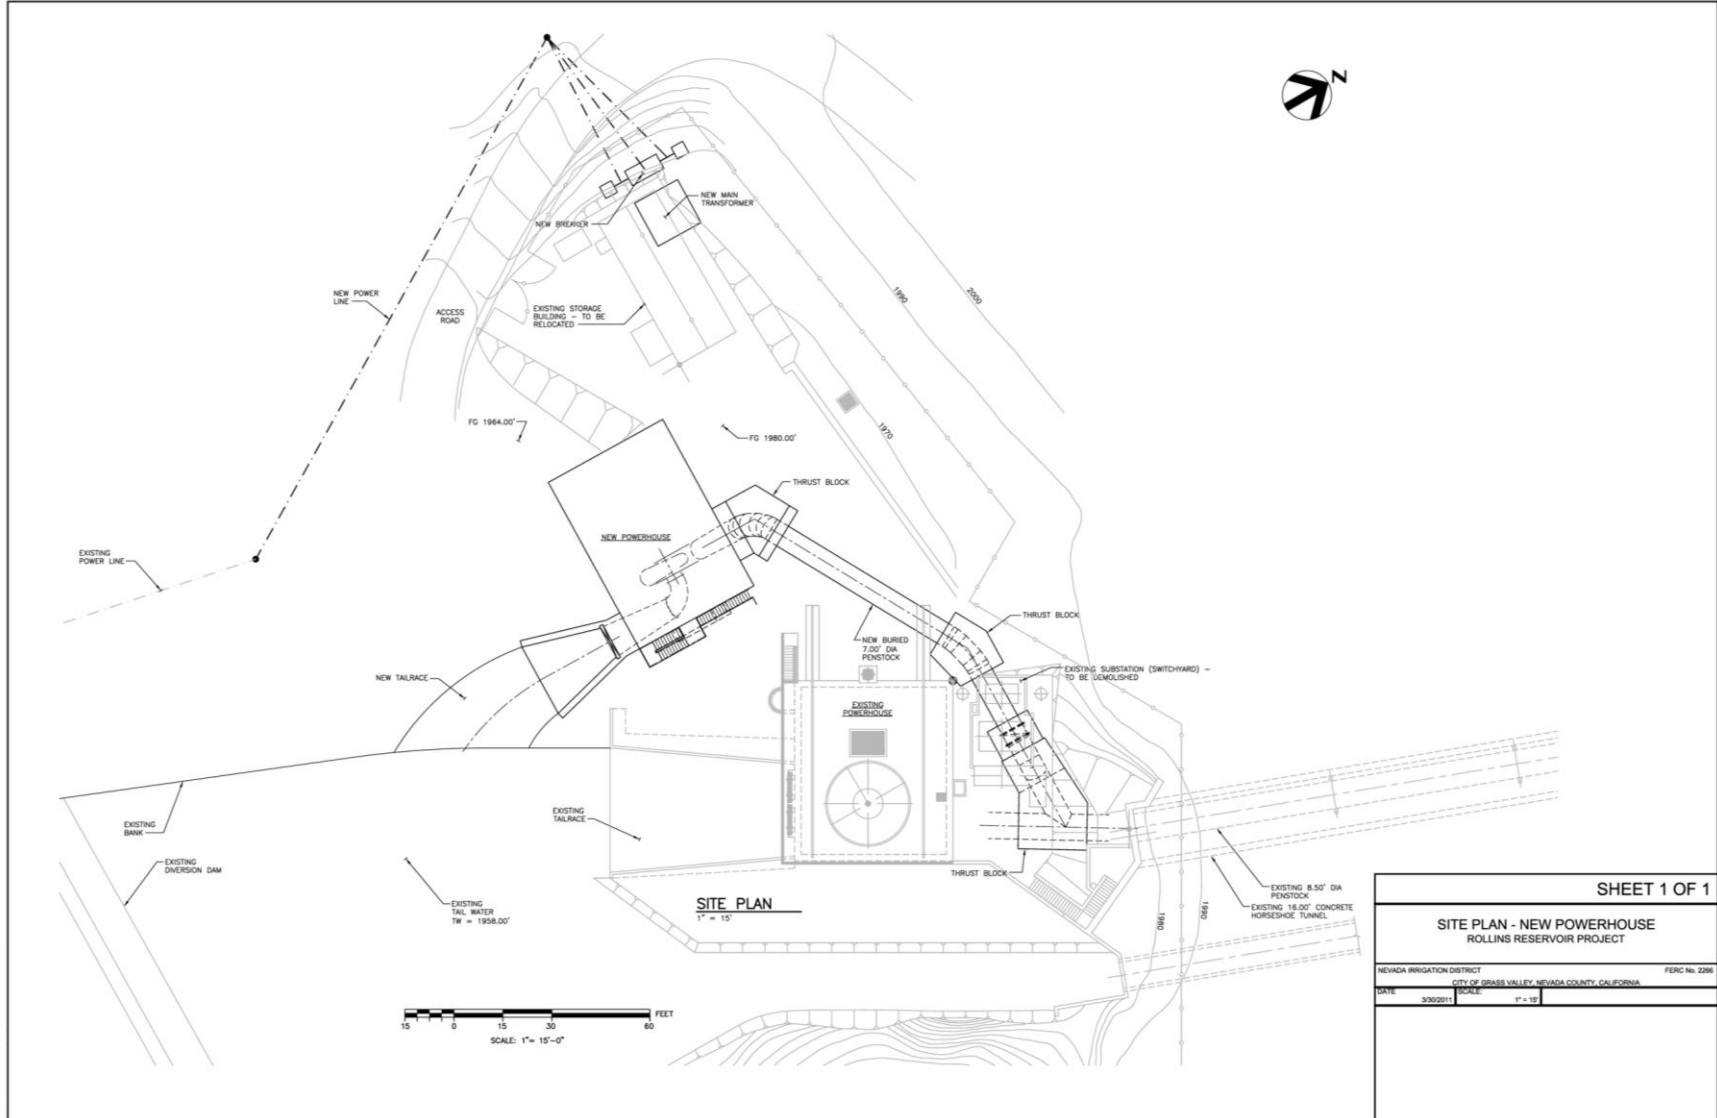 N
NEW MAIN
TRANSFORMER
NEW BREAKER
NEW POWER
LINE
ACCESS
ROAD
EXISTING STORAGE
BUILDING – TO BE
RELOCATED
1990
2000
1970
FG 1964.00'
FG 1980.00'
THRUST BLOCK
NEW POWERHOUSE
EXISTING
POWER LINE
THRUST BLOCK
NEW BURIED
7.00' DIA
PENSTOCK
EXISTING SUBSTATION (SWITCHYARD) –
TO BE DEMOLISHED
NEW TAILRACE
EXISTING
POWERHOUSE
EXISTING
BANK
EXISTING
TAILRACE
EXISTING
DIVERSION DAM
THRUST BLOCK
EXISTING 8.50' DIA
PENSTOCK
EXISTING 16.00' CONCRETE
HORSESHOE TUNNEL
EXISTING
TAIL WATER
TW = 1958.00'
SITE PLAN
1" = 15'
1980
1990
15 0 15 30 60 FEET
SCALE: 1"= 15'-0"
SHEET 1 OF 1
SITE PLAN - NEW POWERHOUSE
ROLLINS RESERVOIR PROJECT
NEVADA IRRIGATION DISTRICT FERC No. 2266
CITY OF GRASS VALLEY, NEVADA COUNTY, CALIFORNIA
DATE: 3/30/2011 SCALE: 1" = 15'